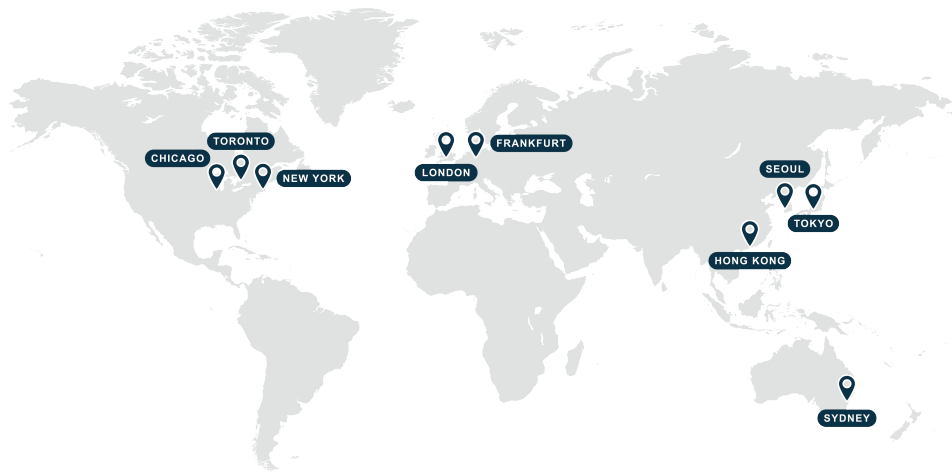 TORONTO
CHICAGO
NEW YORK
FRANKFURT
LONDON
SEOUL
TOKYO
HONG KONG
SYDNEY